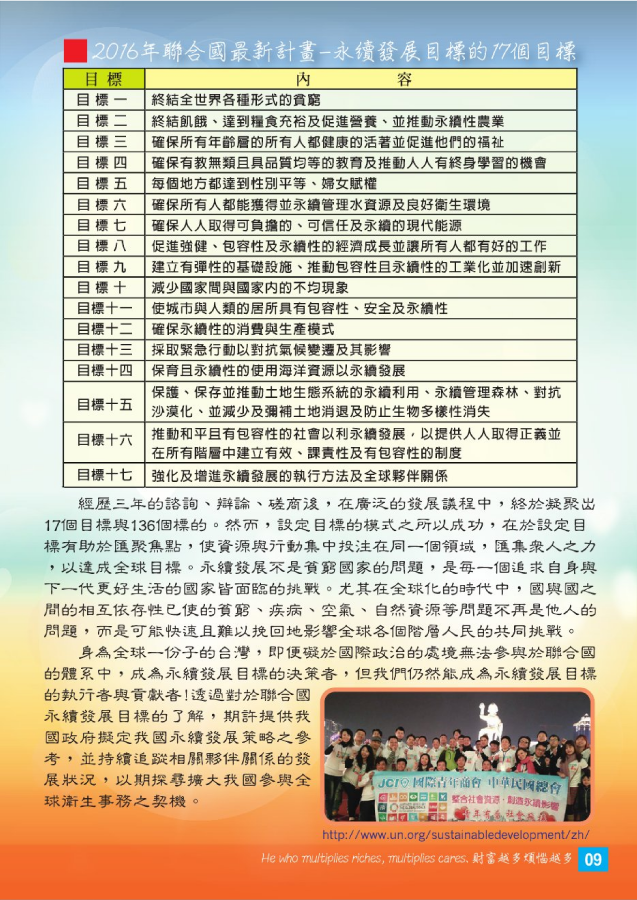 2016年聯合國最新計畫-永續發展目標的17個目標
目 標 內 容
目 標 一 終結全世界各種形式的貧窮
目 標 二 終結飢餓、達到糧食充裕及促進營養、並推動永續性農業
目 標 三 確保所有年齡層的所有人都健康的活著並促進他們的福祉
目 標 四 確保有教無類且具品質均等的教育及推動人人有終身學習的機會
目 標 五 每個地方都達到性別平等、婦女賦權
目 標 六 確保所有人都能獲得並永續管理水資源及良好衛生環境
目 標 七 確保人人取得可負擔的、可信任及永續的現代能源
目 標 八 促進強健、包容性及永續性的經濟成長並讓所有人都有好的工作
目 標 九 建立有彈性的基礎設施、推動包容性且永續性的工業化並加速創新
目 標 十 減少國家間與國家內的不均現象
目標十一 使城市與人類的居所具有包容性、安全及永續性
目標十二 確保永續性的消費與生產模式
目標十三 採取緊急行動以對抗氣候變遷及其影響
目標十四 保育且永續性的使用海洋資源以永續發展
目標十五 保護、保存並推動土地生態系統的永續利用、永續管理森林、對抗
沙漠化、並減少及彌補土地消退及防止生物多樣性消失
目標十六 推動和平且有包容性的社會以利永續發展，以提供人人取得正義並
在所有階層中建立有效、課責性及有包容性的制度
目標十七 強化及增進永續發展的執行方法及全球夥伴關係
經歷三年的諮詢、辯論、磋商後，在廣泛的發展議程中，終於凝聚出
17個目標與136個標的。然而，設定目標的模式之所以成功，在於設定目
標有助於匯聚焦點，使資源與行動集中投注在同一個領域，匯集眾人之力
，以達成全球目標。永續發展不是貧窮國家的問題，是每一個追求自身與
下一代更好生活的國家皆面臨的挑戰。尤其在全球化的時代中，國與國之
間的相互依存性已使的貧窮、疾病、空氣、自然資源等問題不再是他人的
問題，而是可能快速且難以挽回地影響全球各個階層人民的共同挑戰。
身為全球一份子的台灣，即便礙於國際政治的處境無法參與於聯合國
的體系中，成為永續發展目標的決策者，但我們仍然能成為永續發展目標
的執行者與貢獻者!透過對於聯合國
永續發展目標的了解，期許提供我
國政府擬定我國永續發展策略之參
考，並持續追蹤相關夥伴關係的發
展狀況，以期探尋擴大我國參與全
球衛生事務之契機。
JCI 國際青年商會 中華民國總會
整合社會資源，創造永續影響
http://www.un.org/sustainabledevelopment/zh/
He who multiplies riches, multiplies cares. 財富越多煩惱越多 09